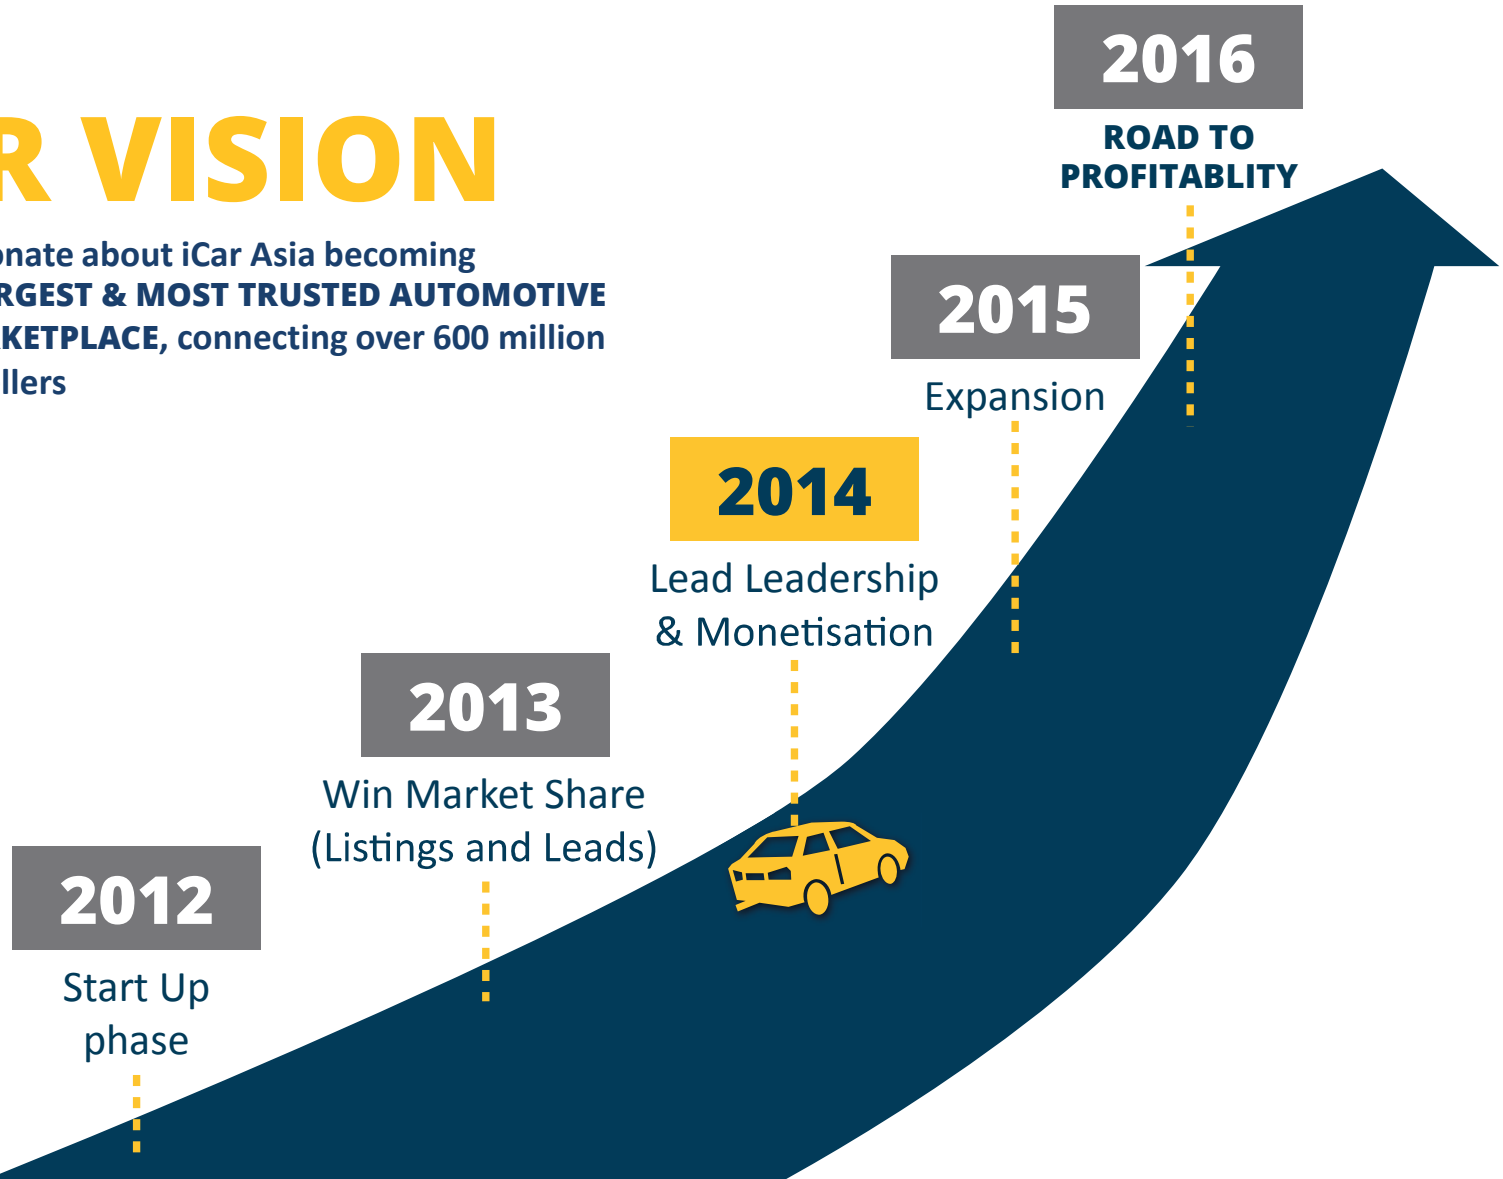 R VISION
onate about iCar Asia becoming
RGEST & MOST TRUSTED AUTOMOTIVE
KETPLACE, connecting over 600 million
llers
2016
ROAD TO
PROFITABLITY
2015
Expansion
2014
Lead Leadership
& Monetisation
2013
Win Market Share
(Listings and Leads)
2012
Start Up
phase